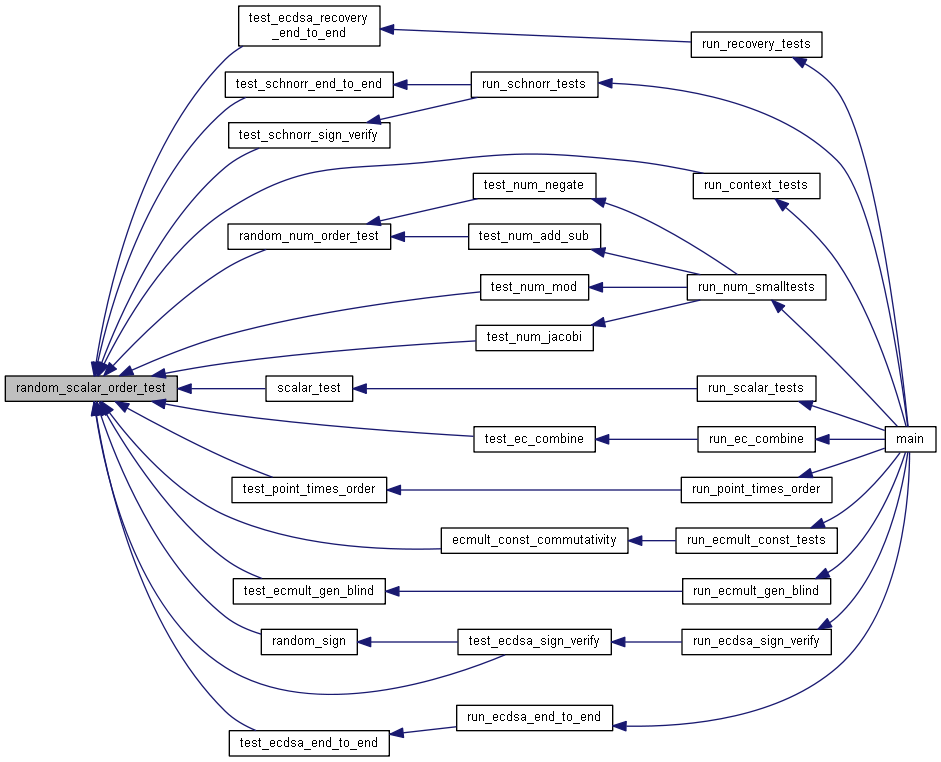 test_ecdsa_recovery
_end_to_end
run_recovery_tests
test_schnorr_end_to_end
run_schnorr_tests
test_schnorr_sign_verify
test_num_negate
run_context_tests
random_num_order_test
test_num_add_sub
test_num_mod
run_num_smalltests
test_num_jacobi
random_scalar_order_test
scalar_test
run_scalar_tests
test_ec_combine
run_ec_combine
main
test_point_times_order
run_point_times_order
ecmult_const_commutativity
run_ecmult_const_tests
test_ecmult_gen_blind
run_ecmult_gen_blind
random_sign
test_ecdsa_sign_verify
run_ecdsa_sign_verify
run_ecdsa_end_to_end
test_ecdsa_end_to_end